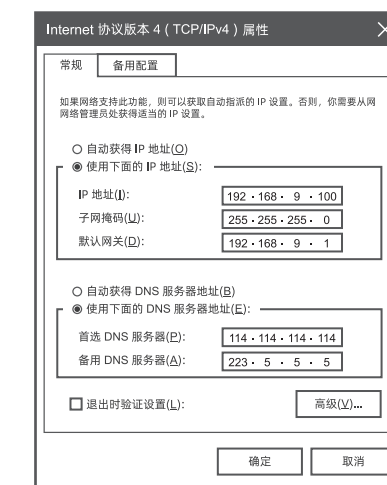 Internet 协议版本 4 ( TCP/IPv4 ) 属性
常规 备用配置
如果网络支持此功能，则可以获取自动指派的 IP 设置。否则，你需要从网
网络管理员处获得适当的 IP 设置。
自动获得 IP 地址(O)
使用下面的 IP 地址(S):
IP 地址(I): 192 . 168 . 9 . 100
子网掩码(U): 255 . 255 . 255 . 0
默认网关(D): 192 . 168 . 9 . 1
自动获得 DNS 服务器地址(B)
使用下面的 DNS 服务器地址(E):
首选 DNS 服务器(P): 114 . 114 . 114 . 114
备用 DNS 服务器(A): 223 . 5 . 5 . 5
退出时验证设置(L): 高级(V)...
确定 取消